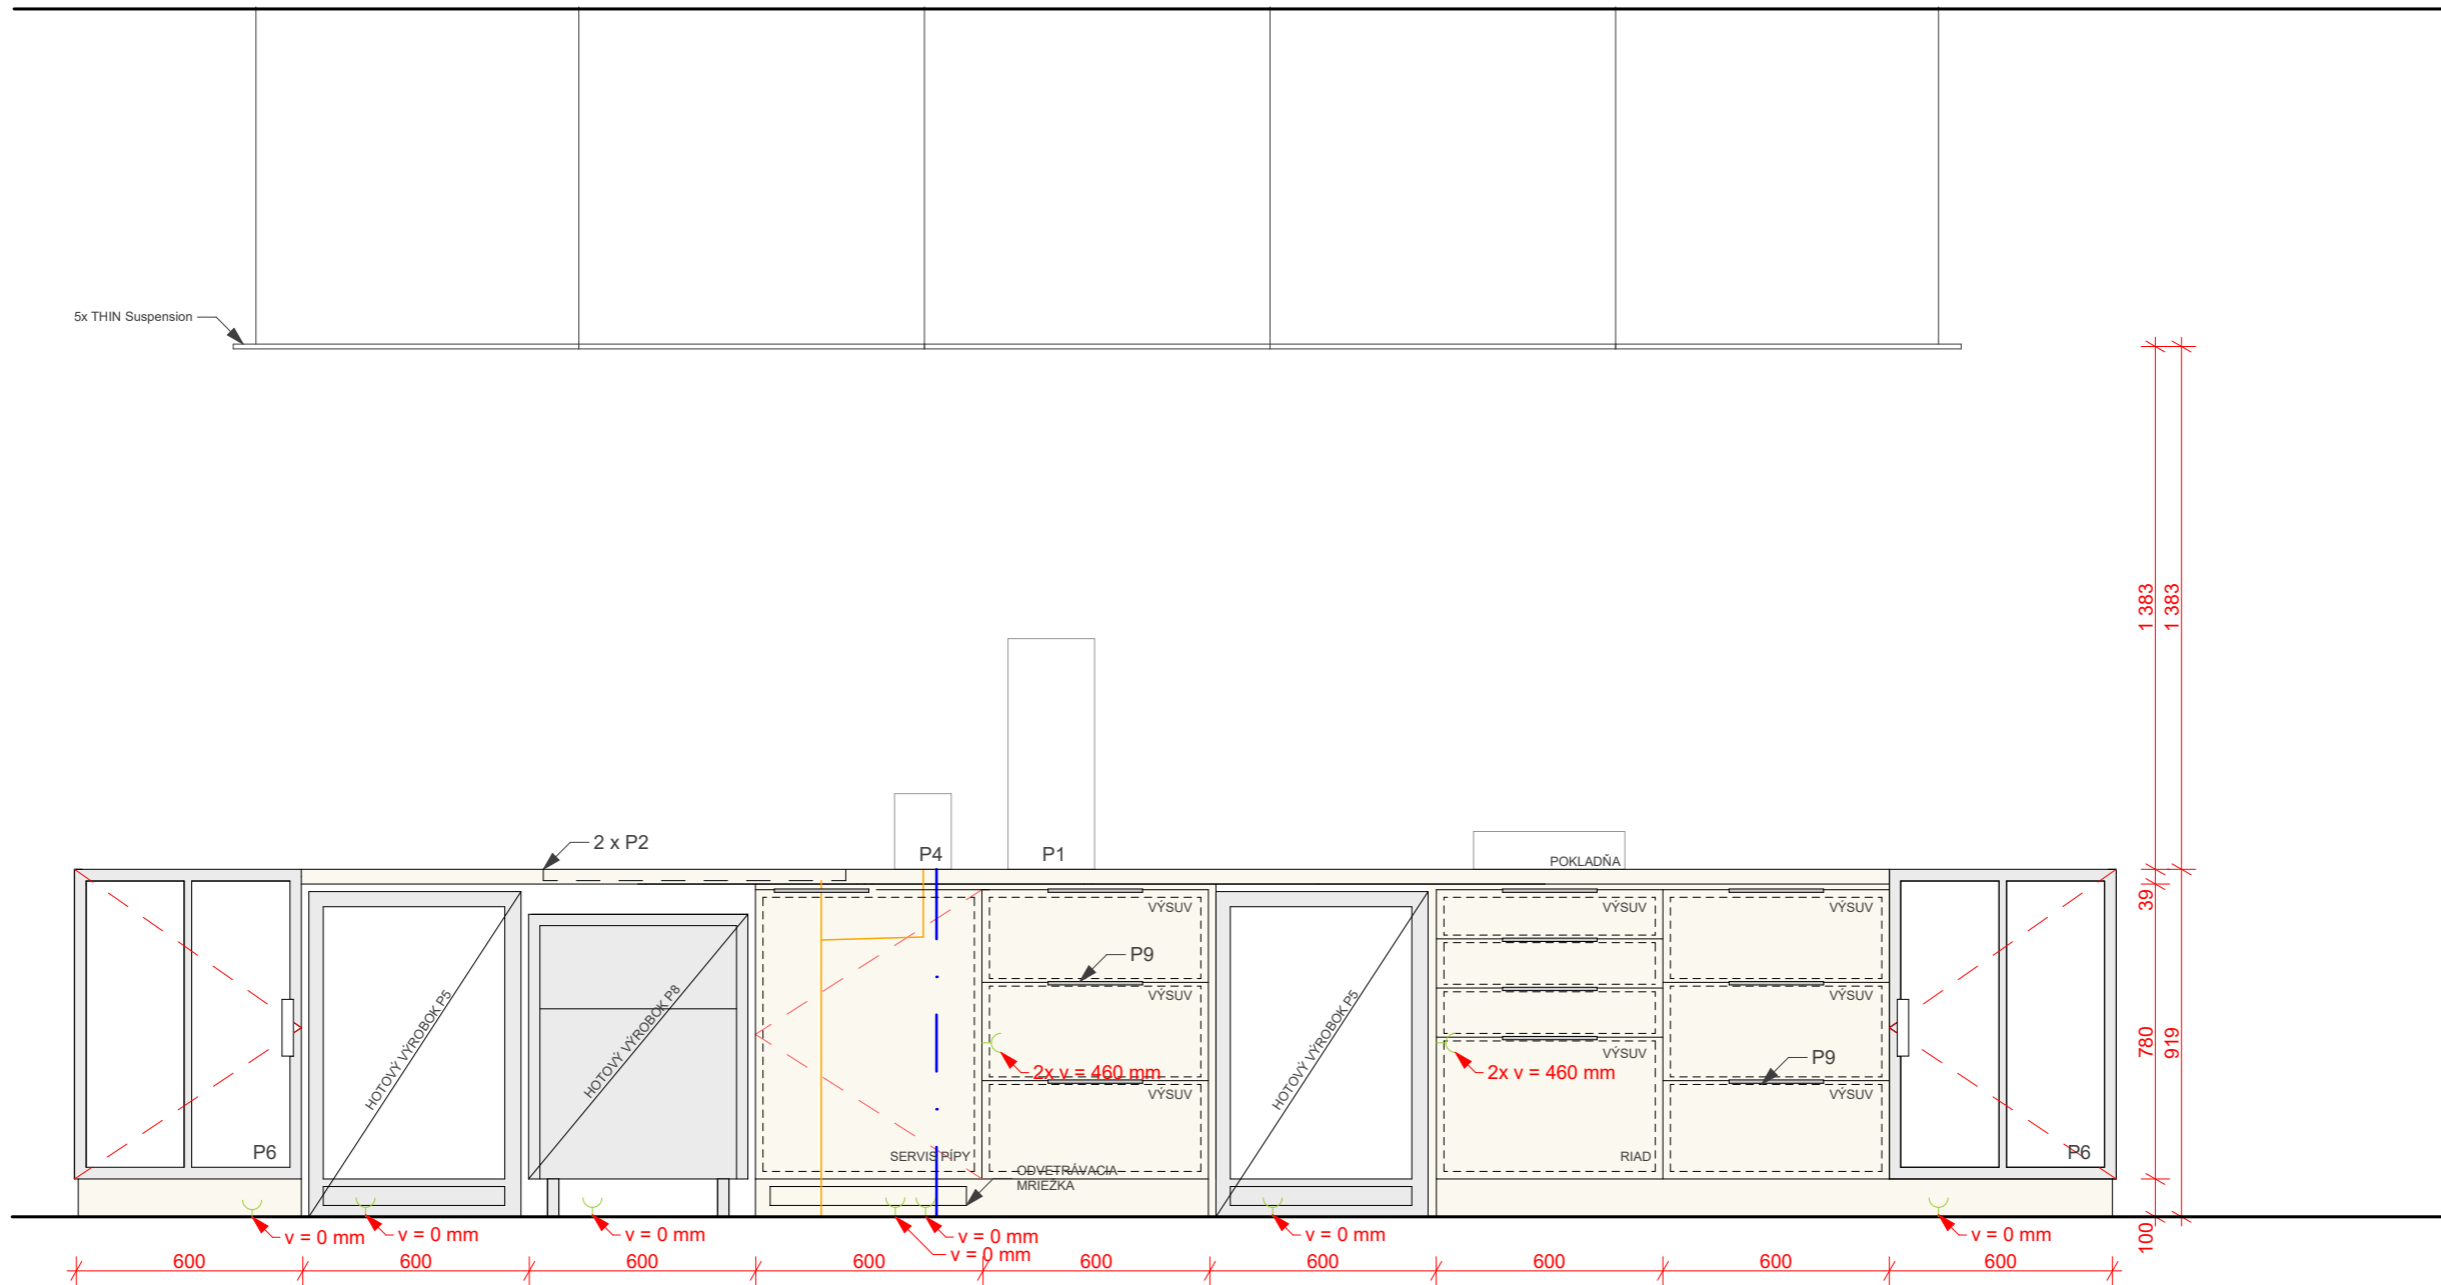 5x THIN Suspension
1 383
1 383
2 x P2
P4
P1
POKLADŇA
39
VÝSUV
VÝSUV
VÝSUV
P9
VÝSUV
VÝSUV
HOTOVÝ VÝROBOK P5
HOTOVÝ VÝROBOK P8
HOTOVÝ VÝROBOK P5
780
919
2x v = 460 mm
2x v = 460 mm
VÝSUV
P9
VÝSUV
VÝSUV
P6
SERVIS PÍPY
RIAD
P6
ODVETRÁVACIA
MRIEŽKA
100
v = 0 mm
v = 0 mm
v = 0 mm
v = 0 mm
v = 0 mm
v = 0 mm
v = 0 mm
600
600
600
600
600
600
600
600
600